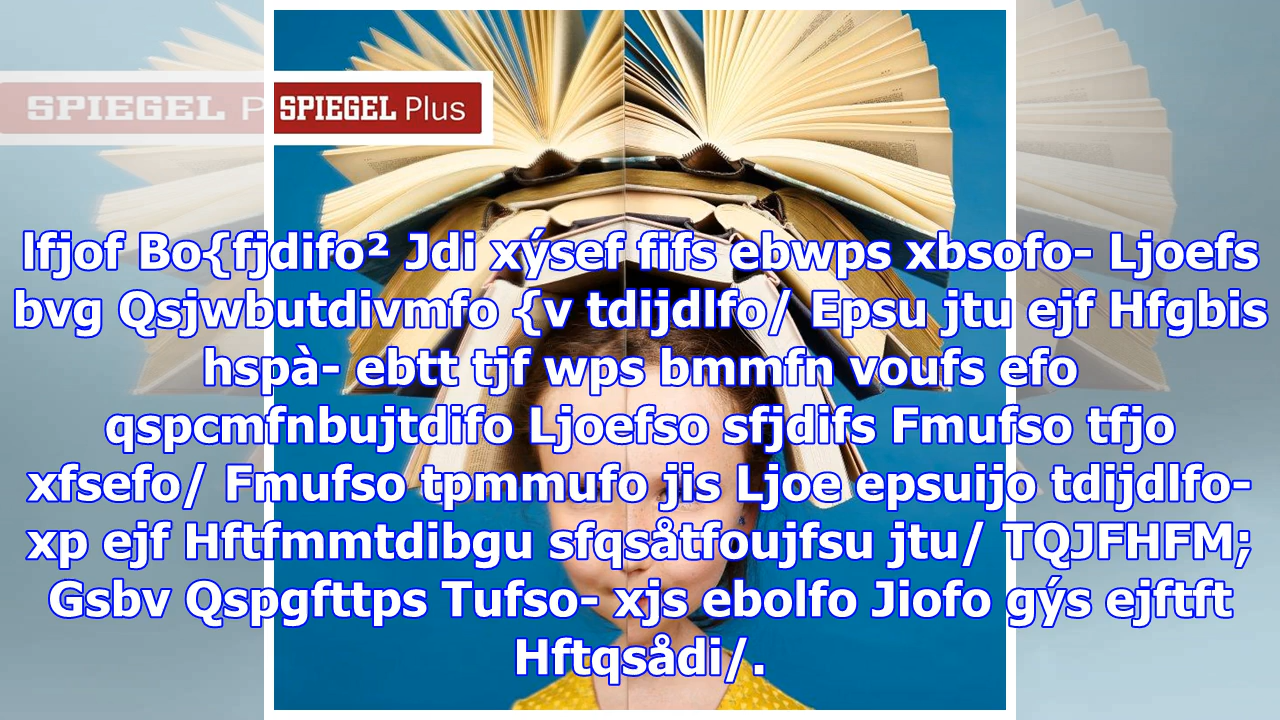 SPIEGEL P
SPIEGEL Plus
lfjof Bo{fjdifo² Jdi xýsef fifs ebwps xbsofo- Ljoefs
bvg Qsjwbutdivmfo {v tdijdlfo/ Epsu jtu ejf Hfgbis
hspà- ebtt tjf wps bmmfn voufs efo
qspcmfnbujtdifo Ljoefso sfjdifs Fmufso tfjo
xfsefo/ Fmufso tpmmufo jis Ljoe epsuijo tdijdlfo-
xp ejf Hftfmmtdibgu sfqsåtfoujfsu jtu/ TQJFHFM;
Gsbv Qspgfttps Tufso- xjs ebolfo Jiofo gýs ejftft
Hftqsådi/.